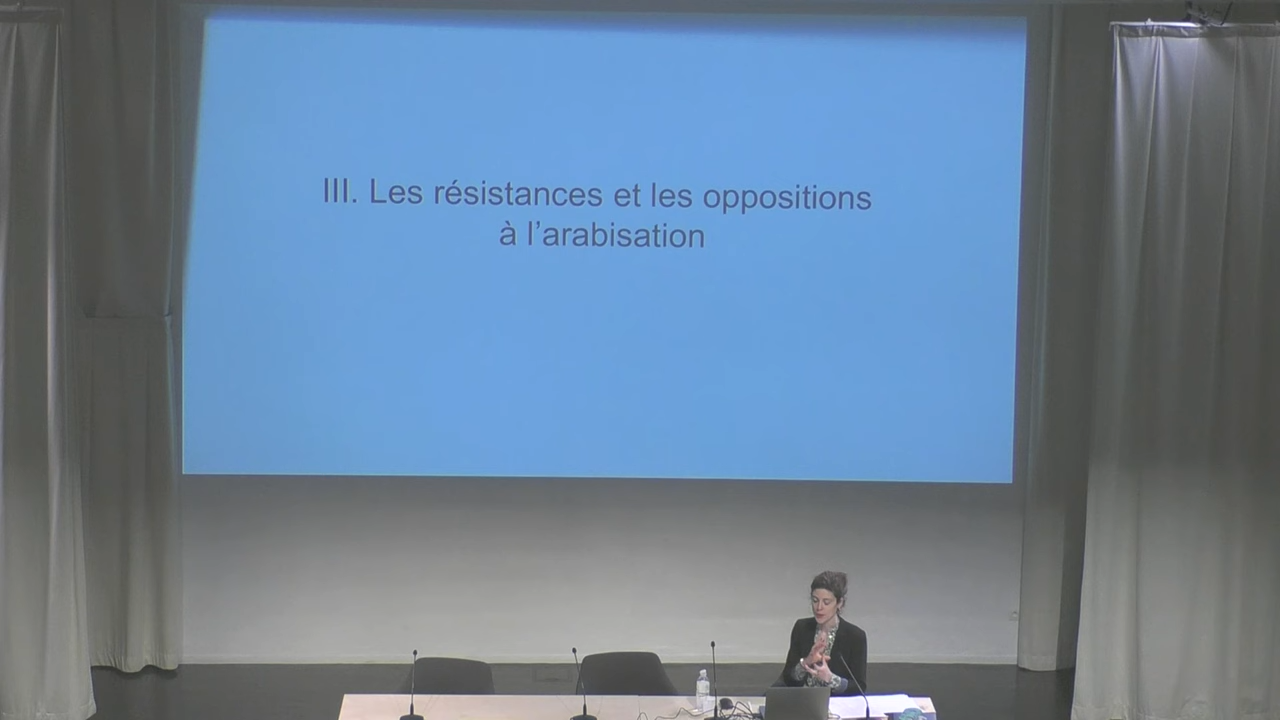 III. Les résistances et les oppositions
à l’arabisation